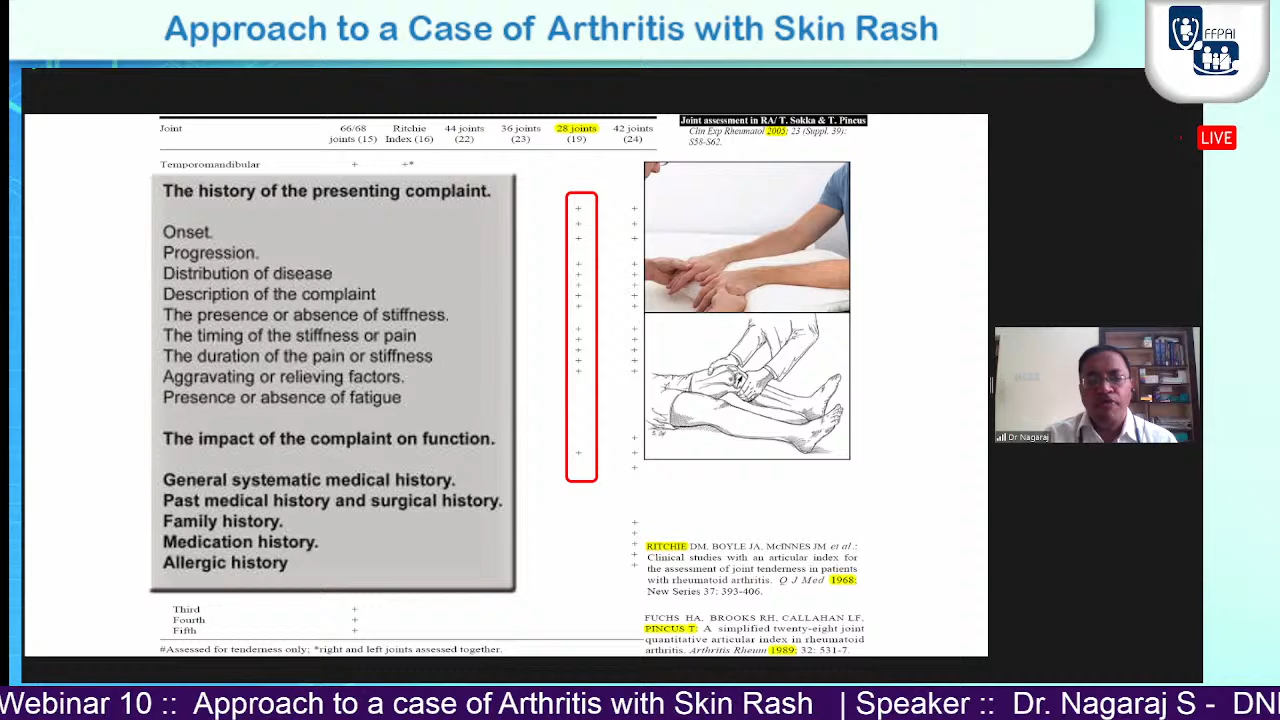 Approach to a Case of Arthritis with Skin Rash
FFPAI
LIVE
Joint
66/68 joints (15)
Ritchie Index (16)
44 joints (22)
36 joints (23)
28 joints (19)
42 joints (24)
Temporomandibular + +*
The history of the presenting complaint.
Onset.
Progression.
Distribution of disease
Description of the complaint
The presence or absence of stiffness.
The timing of the stiffness or pain
The duration of the pain or stiffness
Aggravating or relieving factors.
Presence or absence of fatigue
The impact of the complaint on function.
General systematic medical history.
Past medical history and surgical history.
Family history.
Medication history.
Allergic history
Third +
Fourth +
Fifth +
#Assessed for tenderness only; *right and left joints assessed together.
Joint assessment in RA/ T. Sokka & T. Pincus
Clin Exp Rheumatol 2005; 23 (Suppl. 39):
S58-S62.
RITCHIE DM, BOYLE JA, McINNES JM et al.:
Clinical studies with an articular index for
the assessment of joint tenderness in patients
with rheumatoid arthritis. Q J Med 1968;
New Series 37: 393-406.
FUCHS HA, BROOKS RH, CALLAHAN LF,
PINCUS T: A simplified twenty-eight joint
quantitative articular index in rheumatoid
arthritis. Arthritis Rheum 1989; 32: 531-7.
Dr Nagaraj
Webinar 10 :: Approach to a case of Arthritis with Skin Rash | Speaker :: Dr. Nagaraj S - DN